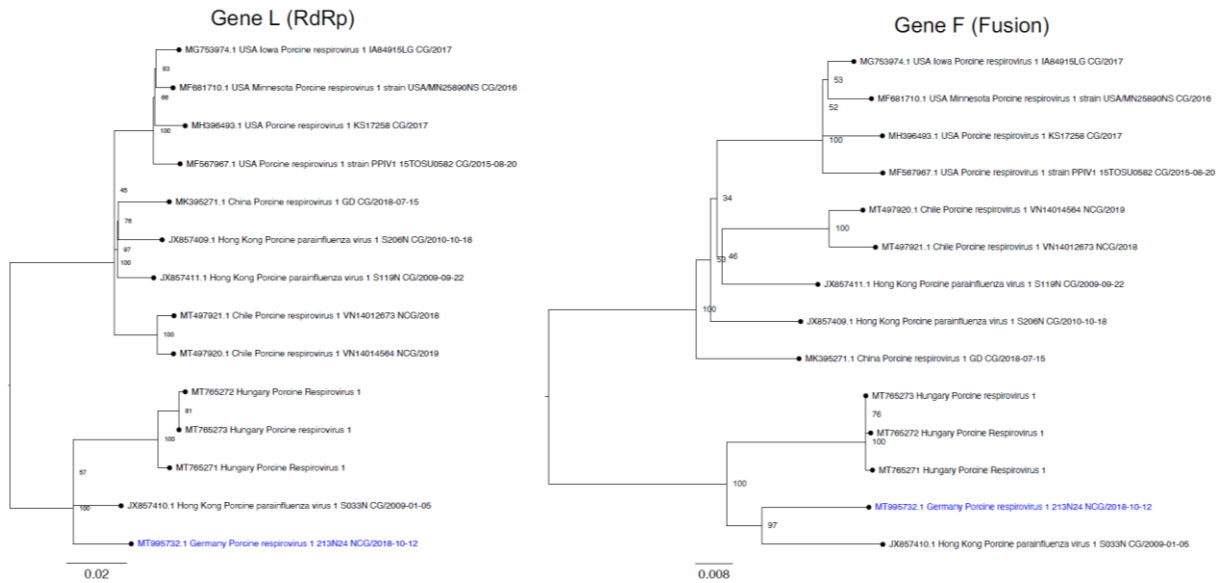 Gene L (RdRp)
MG753974.1 USA Iowa Porcine respirovirus 1 IA84915LG CG/2017
83
MF681710.1 USA Minnesota Porcine respirovirus 1 strain USA/MN25890NS CG/2016
66
MH396493.1 USA Porcine respirovirus 1 KS17258 CG/2017
100
MF567967.1 USA Porcine respirovirus 1 strain PPIV1 15TOSU0582 CG/2015-08-20
45
MK395271.1 China Porcine respirovirus 1 GD CG/2018-07-15
76
JX857409.1 Hong Kong Porcine parainfluenza virus 1 S206N CG/2010-10-18
97
100
JX857411.1 Hong Kong Porcine parainfluenza virus 1 S119N CG/2009-09-22
MT497921.1 Chile Porcine respirovirus 1 VN14012673 NCG/2018
100
MT497920.1 Chile Porcine respirovirus 1 VN14014564 NCG/2019
MT765272 Hungary Porcine Respirovirus 1
81
MT765273 Hungary Porcine respirovirus 1
100
MT765271 Hungary Porcine Respirovirus 1
57
JX857410.1 Hong Kong Porcine parainfluenza virus 1 S033N CG/2009-01-05
100
MT995732.1 Germany Porcine respirovirus 1 213N24 NCG/2018-10-12
0.02
Gene F (Fusion)
MG753974.1 USA Iowa Porcine respirovirus 1 IA84915LG CG/2017
53
MF681710.1 USA Minnesota Porcine respirovirus 1 strain USA/MN25890NS CG/2016
52
MH396493.1 USA Porcine respirovirus 1 KS17258 CG/2017
100
MF567967.1 USA Porcine respirovirus 1 strain PPIV1 15TOSU0582 CG/2015-08-20
34
MT497920.1 Chile Porcine respirovirus 1 VN14014564 NCG/2019
100
MT497921.1 Chile Porcine respirovirus 1 VN14012673 NCG/2018
53
46
JX857411.1 Hong Kong Porcine parainfluenza virus 1 S119N CG/2009-09-22
100
JX857409.1 Hong Kong Porcine parainfluenza virus 1 S206N CG/2010-10-18
MK395271.1 China Porcine respirovirus 1 GD CG/2018-07-15
MT765273 Hungary Porcine respirovirus 1
76
MT765272 Hungary Porcine Respirovirus 1
100
MT765271 Hungary Porcine Respirovirus 1
100
MT995732.1 Germany Porcine respirovirus 1 213N24 NCG/2018-10-12
97
JX857410.1 Hong Kong Porcine parainfluenza virus 1 S033N CG/2009-01-05
0.008